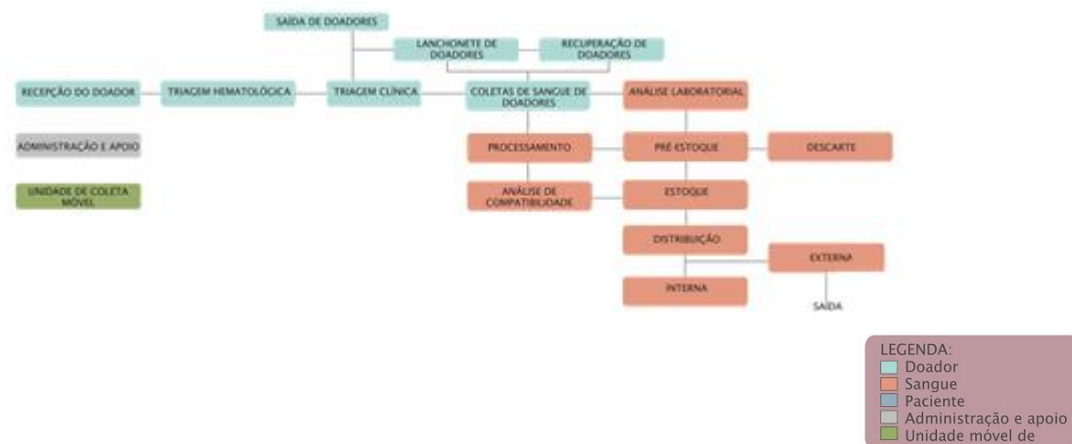 SAÍDA DE DOADORES
LANCHONETE DE
DOADORES
RECUPERAÇÃO DE
DOADORES
RECEPÇÃO DO DOADOR
TRIAGEM HEMATOLÓGICA
TRIAGEM CLÍNICA
COLETAS DE SANGUE DE
DOADORES
ANÁLISE LABORATORIAL
ADMINISTRAÇÃO E APOIO
PROCESSAMENTO
PRÉ ESTOQUE
DESCARTE
UNIDADE DE COLETA
MÓVEL
ANÁLISE DE
COMPATIBILIDADE
ESTOQUE
DISTRIBUIÇÃO
EXTERNA
INTERNA
SAÍDA
LEGENDA:
Doador
Sangue
Paciente
Administração e apoio
Unidade móvel de